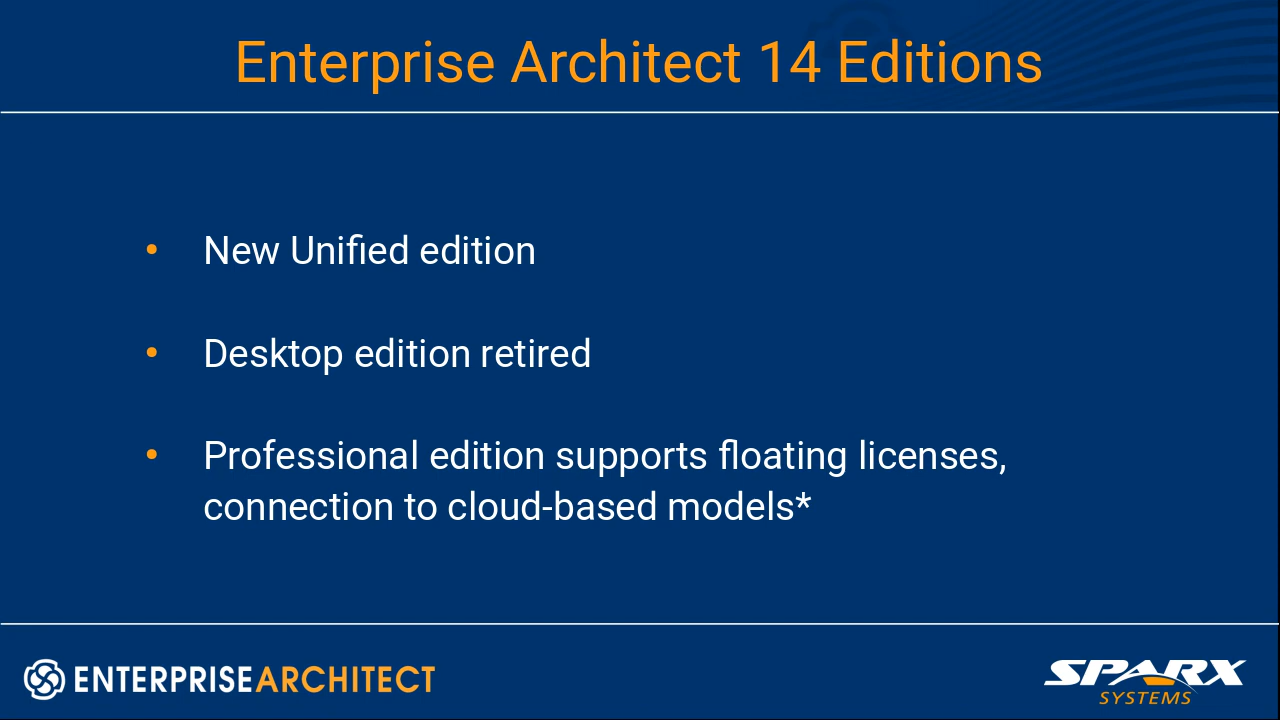 Enterprise Architect 14 Editions
• New Unified edition
• Desktop edition retired
• Professional edition supports floating licenses,
connection to cloud-based models*
ENTERPRISEARCHITECT
SPARX
SYSTEMS